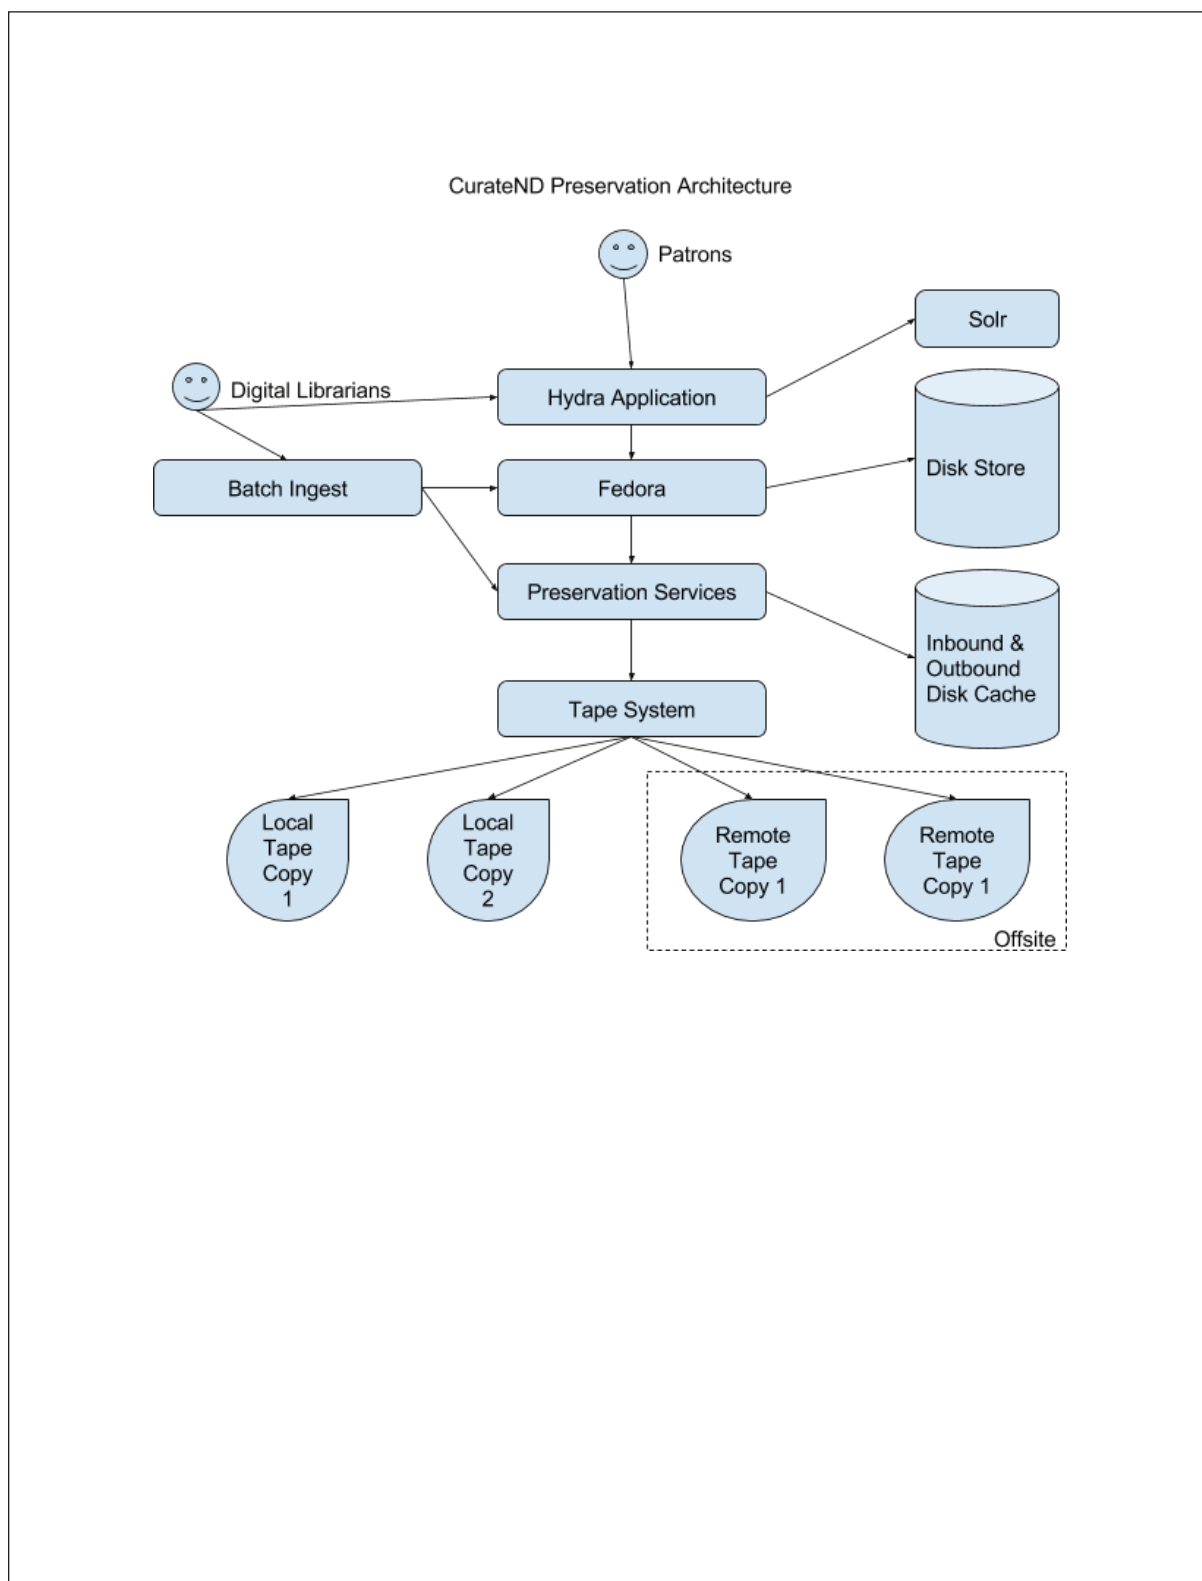 CurateND Preservation Architecture
Patrons
Solr
Digital Librarians
Hydra Application
Batch Ingest
Fedora
Disk Store
Preservation Services
Inbound &
Outbound
Disk Cache
Tape System
Local
Tape
Copy
1
Local
Tape
Copy
2
Remote
Tape
Copy 1
Remote
Tape
Copy 1
Offsite